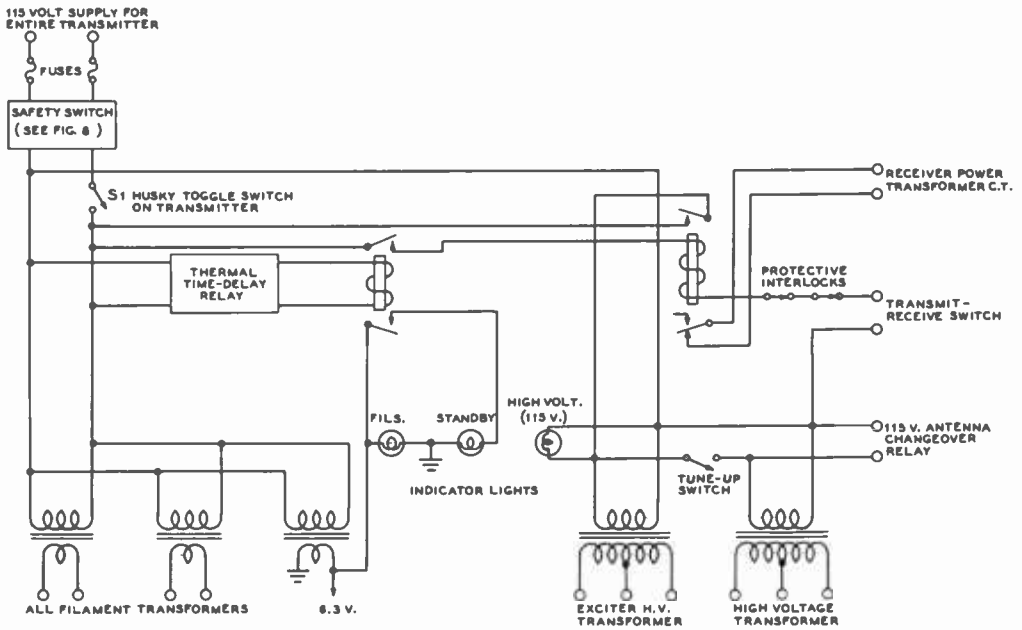 115 VOLT SUPPLY FOR
ENTIRE TRANSMITTER
FUSES
SAFETY SWITCH
(SEE FIG. 8)
S1 HUSKY TOGGLE SWITCH
ON TRANSMITTER
RECEIVER POWER
TRANSFORMER C.T.
THERMAL
TIME-DELAY
RELAY
PROTECTIVE
INTERLOCKS
TRANSMIT-
RECEIVE SWITCH
FILS.
STANDBY
HIGH VOLT.
(115 V.)
115 V. ANTENNA
CHANGEOVER
RELAY
TUNE-UP
SWITCH
INDICATOR LIGHTS
ALL FILAMENT TRANSFORMERS
6.3 V.
EXCITER H.V.
TRANSFORMER
HIGH VOLTAGE
TRANSFORMER